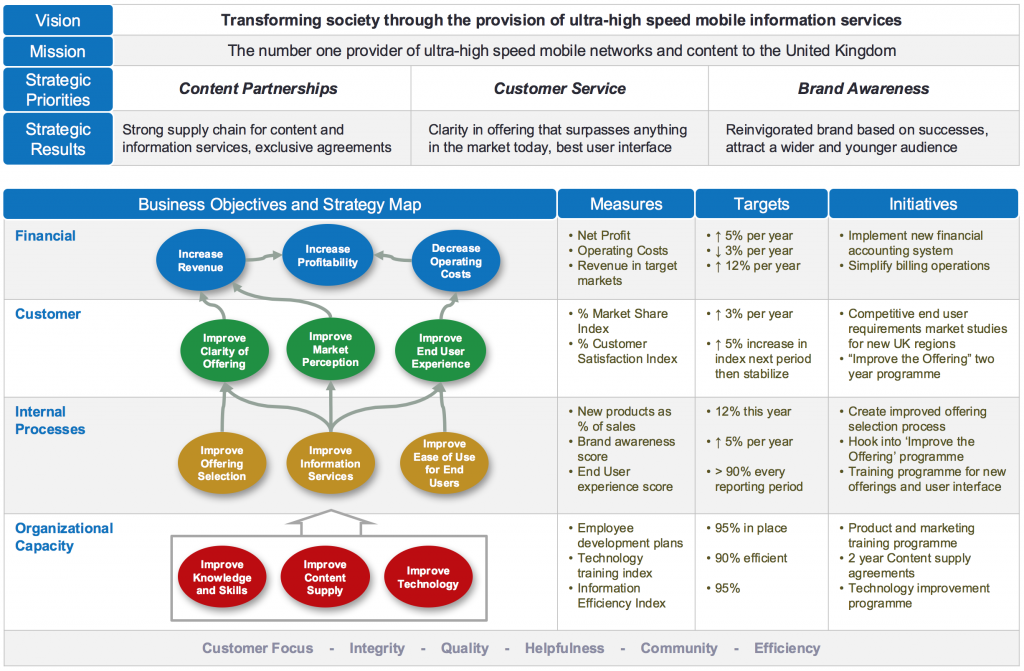 Vision
Transforming society through the provision of ultra-high speed mobile information services
Mission
The number one provider of ultra-high speed mobile networks and content to the United Kingdom
Strategic
Priorities
Content Partnerships
Customer Service
Brand Awareness
Strategic
Results
Strong supply chain for content and
information services, exclusive agreements
Clarity in offering that surpasses anything
in the market today, best user interface
Reinvigorated brand based on successes,
attract a wider and younger audience
Business Objectives and Strategy Map
Measures
Targets
Initiatives
Financial
Increase
Revenue
Increase
Profitability
Decrease
Operating
Costs
• Net Profit
• Operating Costs
• Revenue in target
markets
• ↑ 5% per year
• ↓ 3% per year
• ↑ 12% per year
• Implement new financial
accounting system
• Simplify billing operations
Customer
Improve
Clarity of
Offering
Improve
Market
Perception
Improve
End User
Experience
• % Market Share
Index
• % Customer
Satisfaction Index
• ↑ 3% per year
• ↑ 5% increase in
index next period
then stabilize
• Competitive end user
requirements market studies
for new UK regions
• “Improve the Offering” two
year programme
Internal
Processes
Improve
Offering
Selection
Improve
Information
Services
Improve
Ease of Use
for End
Users
• New products as
% of sales
• Brand awareness
score
• End User
experience score
• 12% this year
• ↑ 5% per year
• > 90% every
reporting period
• Create improved offering
selection process
• Hook into ‘Improve the
Offering’ programme
• Training programme for new
offerings and user interface
Organizational
Capacity
Improve
Knowledge
and Skills
Improve
Content
Supply
Improve
Technology
• Employee
development plans
• Technology
training index
• Information
Efficiency Index
• 95% in place
• 90% efficient
• 95%
• Product and marketing
training programme
• 2 year Content supply
agreements
• Technology improvement
programme
Customer Focus - Integrity - Quality - Helpfulness - Community - Efficiency